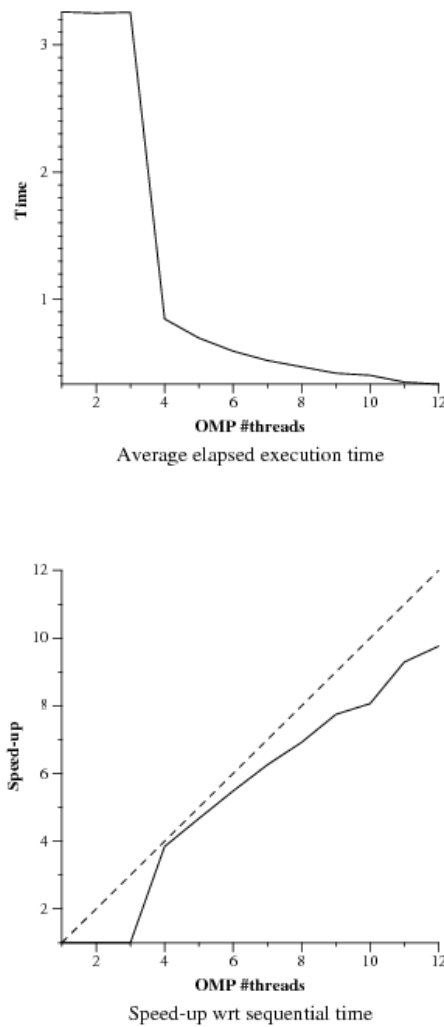 3
2
1
Time
2 4 6 8 10 12
OMP #threads
Average elapsed execution time
12
10
8
6
4
2
Speed-up
2 4 6 8 10 12
OMP #threads
Speed-up wrt sequential time